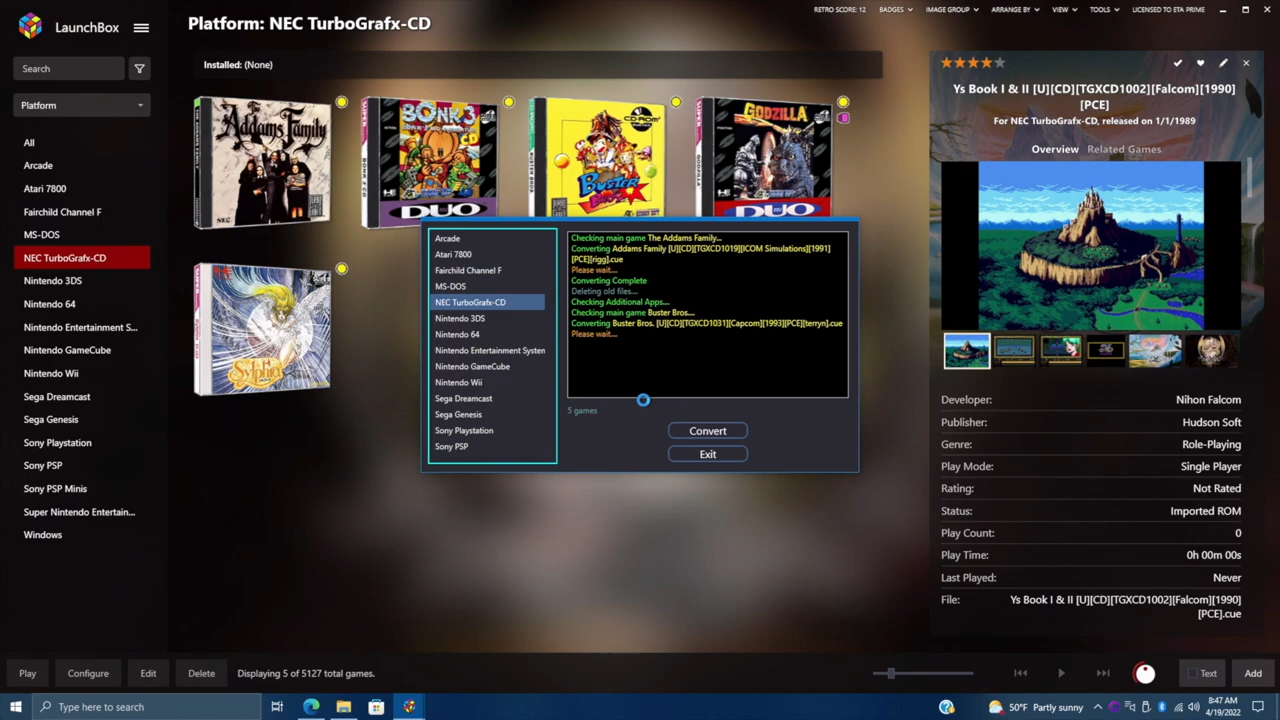 LaunchBox
Platform: NEC TurboGrafx-CD
RETRO SCORE: 12
BADGES
IMAGE GROUP
ARRANGE BY
VIEW
TOOLS
LICENSED TO ETA PRIME
Search
Platform
All
Arcade
Atari 7800
Fairchild Channel F
MS-DOS
NEC TurboGrafx-CD
Nintendo 3DS
Nintendo 64
Nintendo Entertainment S...
Nintendo GameCube
Nintendo Wii
Sega Dreamcast
Sega Genesis
Sony Playstation
Sony PSP
Sony PSP Minis
Super Nintendo Entertain...
Windows
Installed: (None)
The Addams Family
NEC
BONK 3
CD
DUO
CD-ROM
BUSTER BROS.
GODZILLA
DUO
Sylphia
Arcade
Atari 7800
Fairchild Channel F
MS-DOS
NEC TurboGrafx-CD
Nintendo 3DS
Nintendo 64
Nintendo Entertainment System
Nintendo GameCube
Nintendo Wii
Sega Dreamcast
Sega Genesis
Sony Playstation
Sony PSP
Checking main game The Addams Family...
Converting Addams Family [U][CD][TGXCD1019][ICOM Simulations][1991]
[PCE][rigg].cue
Please wait....
Converting Complete
Deleting old files...
Checking Additional Apps....
Checking main game Buster Bros....
Converting Buster Bros. [U][CD][TGXCD1031][Capcom][1993][PCE][terryn].cue
Please wait....
5 games
Convert
Exit
Ys Book I & II [U][CD][TGXCD1002][Falcom][1990]
[PCE]
For NEC TurboGrafx-CD, released on 1/1/1989
Overview
Related Games
Developer: Nihon Falcom
Publisher: Hudson Soft
Genre: Role-Playing
Play Mode: Single Player
Rating: Not Rated
Status: Imported ROM
Play Count: 0
Play Time: 0h 00m 00s
Last Played: Never
File: Ys Book I & II [U][CD][TGXCD1002][Falcom][1990]
[PCE].cue
Play
Configure
Edit
Delete
Displaying 5 of 5127 total games.
Text
Add
Type here to search
50°F Partly sunny
8:47 AM
4/19/2022